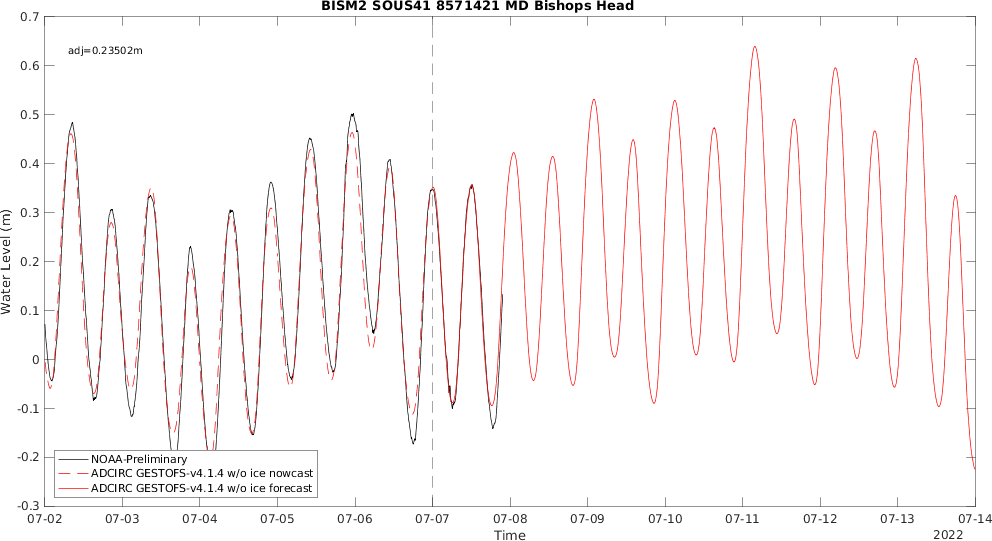 BISM2 SOUS41 8571421 MD Bishops Head
adj=0.23502m
Water Level (m)
0.7
0.6
0.5
0.4
0.3
0.2
0.1
0
-0.1
-0.2
-0.3
NOAA-Preliminary
ADCIRC GESTOFS-v4.1.4 w/o ice nowcast
ADCIRC GESTOFS-v4.1.4 w/o ice forecast
07-02 07-03 07-04 07-05 07-06 07-07 07-08 07-09 07-10 07-11 07-12 07-13 07-14
Time
2022